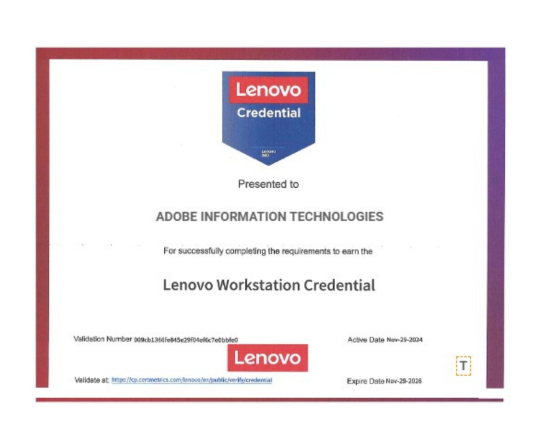 Lenovo
Credential
Presented to
ADOBE INFORMATION TECHNOLOGIES
For successfully completing the requirements to earn the
Lenovo Workstation Credential
Validation Number
Active Date Nov-29-2024
Lenovo
T
Validate at: https://cp.certmetrics.com/lenovo/en/public/verify/credential
Expire Date Nov-29-2026